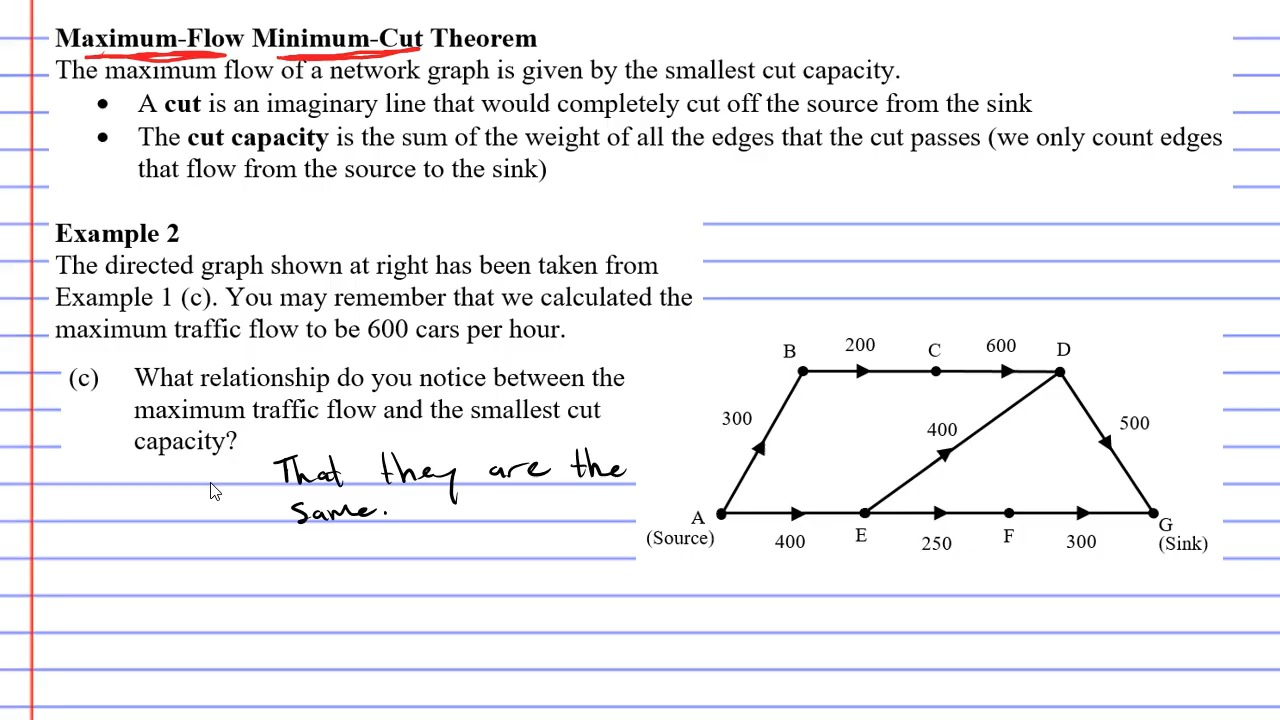 Maximum-Flow Minimum-Cut Theorem
The maximum flow of a network graph is given by the smallest cut capacity.
• A cut is an imaginary line that would completely cut off the source from the sink
• The cut capacity is the sum of the weight of all the edges that the cut passes (we only count edges
that flow from the source to the sink)
Example 2
The directed graph shown at right has been taken from
Example 1 (c). You may remember that we calculated the
maximum traffic flow to be 600 cars per hour.
(c) What relationship do you notice between the
maximum traffic flow and the smallest cut
capacity?
That they are the
same.
B 200 C 600 D
300 400 500
A E F G
(Source) 400 250 300 (Sink)